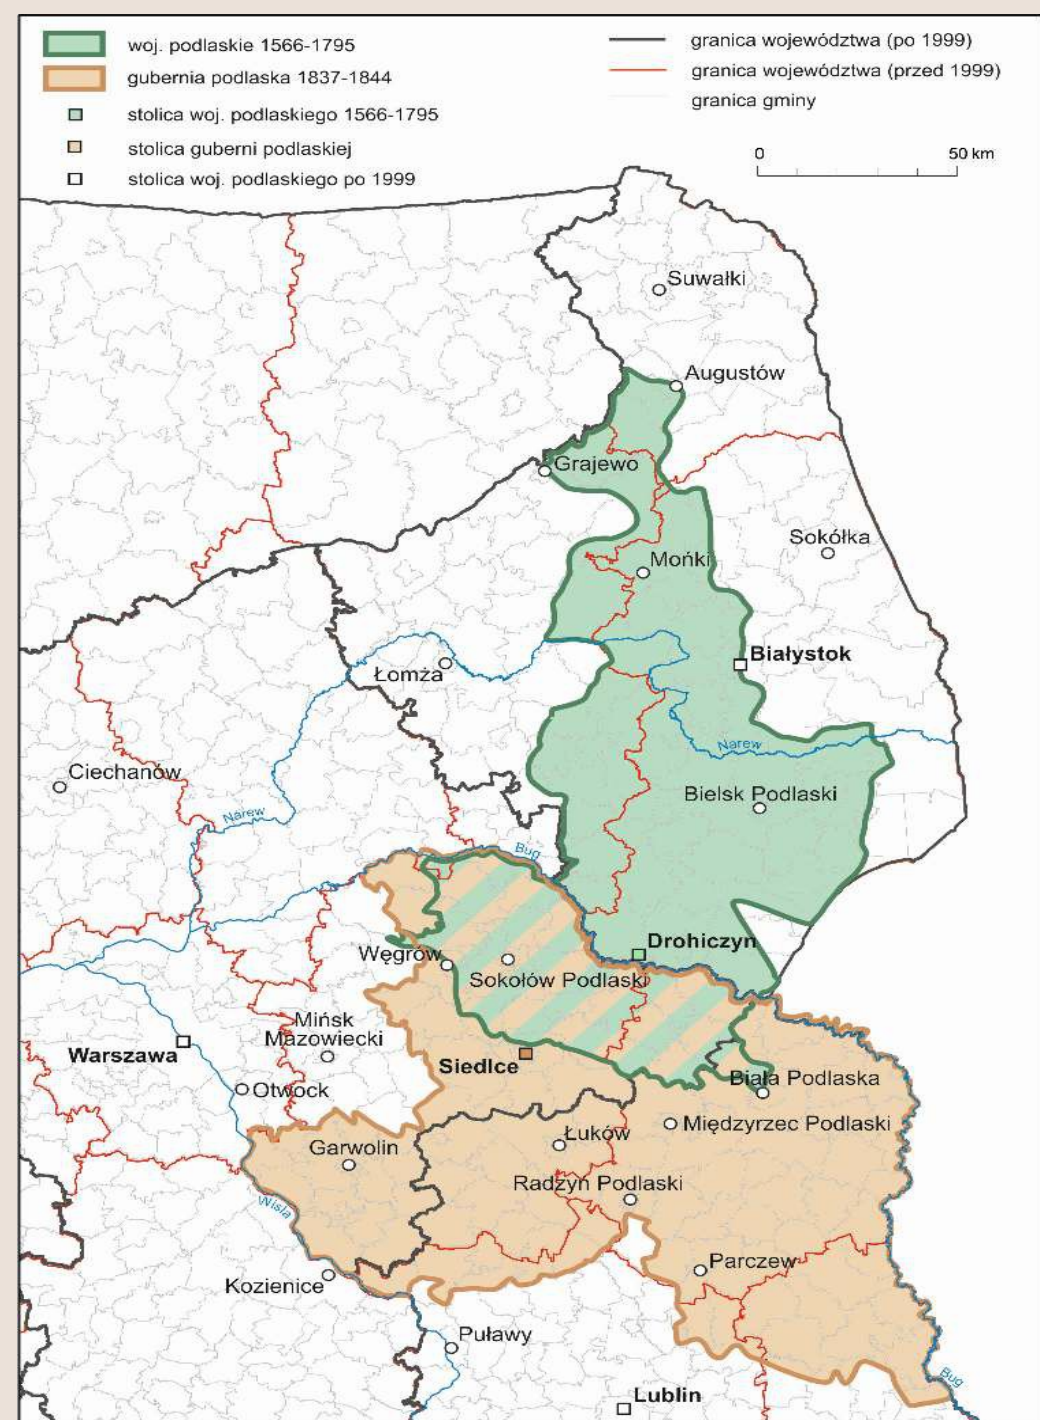 woj. podlaskie 1566-1795
gubernia podlaska 1837-1844
stolica woj. podlaskiego 1566-1795
stolica guberni podlaskiej
stolica woj. podlaskiego po 1999
granica województwa (po 1999)
granica województwa (przed 1999)
granica gminy
0 50 km
Suwałki
Augustów
Grajewo
Sokółka
Mońki
Białystok
Łomża
Narew
Ciechanów
Bielsk Podlaski
Narew
Bug
Drohiczyn
Węgrów
Sokołów Podlaski
Mińsk
Mazowiecki
Warszawa
Siedlce
Biała Podlaska
Otwock
Międzyrzec Podlaski
Łuków
Garwolin
Radzyń Podlaski
Wisła
Parczew
Kozienice
Puławy
Bug
Lublin